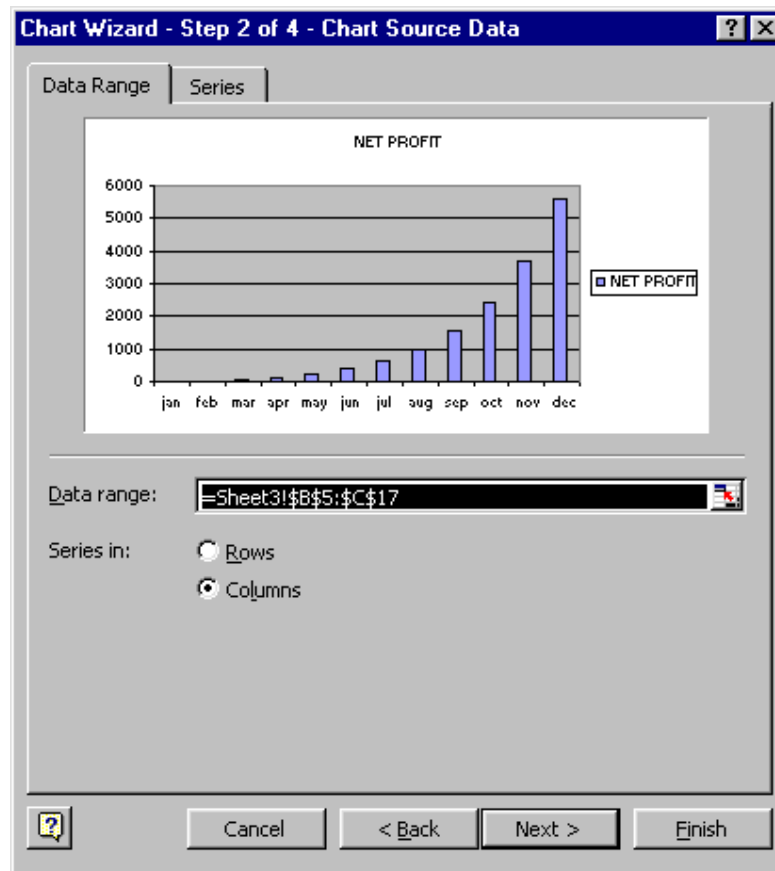 Chart Wizard - Step 2 of 4 - Chart Source Data
Data Range Series
NET PROFIT
6000
5000
4000
3000
2000
1000
0
jan feb mar apr may jun jul aug sep oct nov dec
NET PROFIT
Data range: =Sheet3!$B$5:$C$17
Series in: Rows
Columns
Cancel < Back Next > Finish